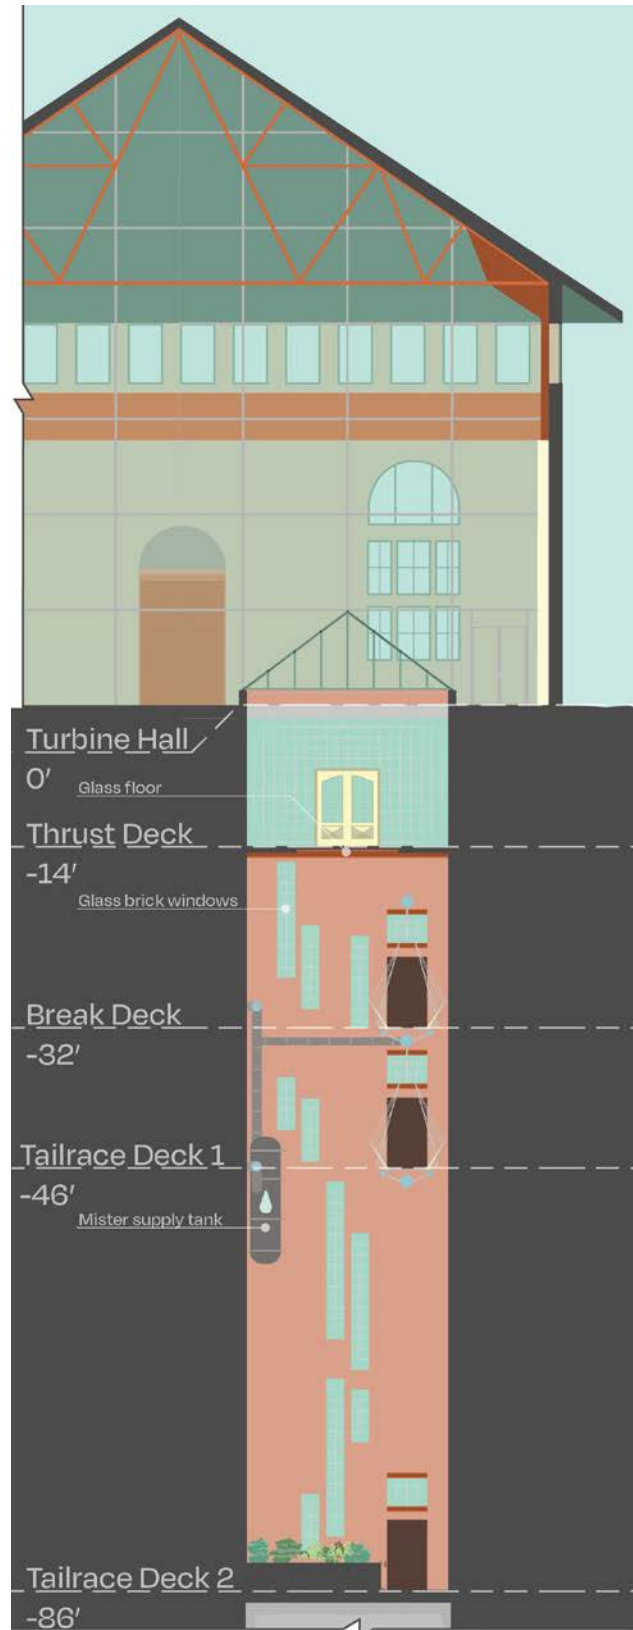 Turbine Hall
0'
Glass floor
Thrust Deck
-14'
Glass brick windows
Break Deck
-32'
Tailrace Deck 1
-46'
Mister supply tank
Tailrace Deck 2
-86'